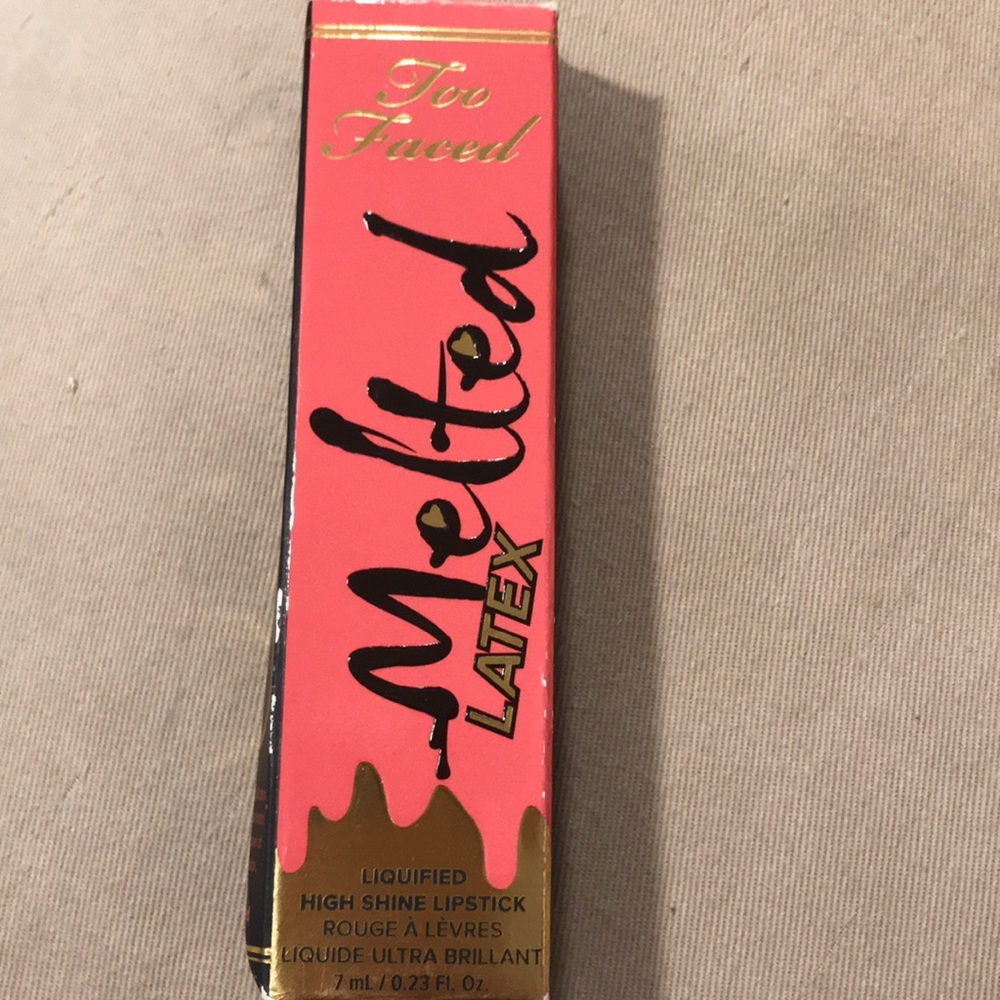 Too
Faced
Melted
LATEX
LIQUIFIED
HIGH SHINE LIPSTICK
ROUGE À LÈVRES
LIQUIDE ULTRA BRILLANT
7 mL / 0.23 Fl. Oz.